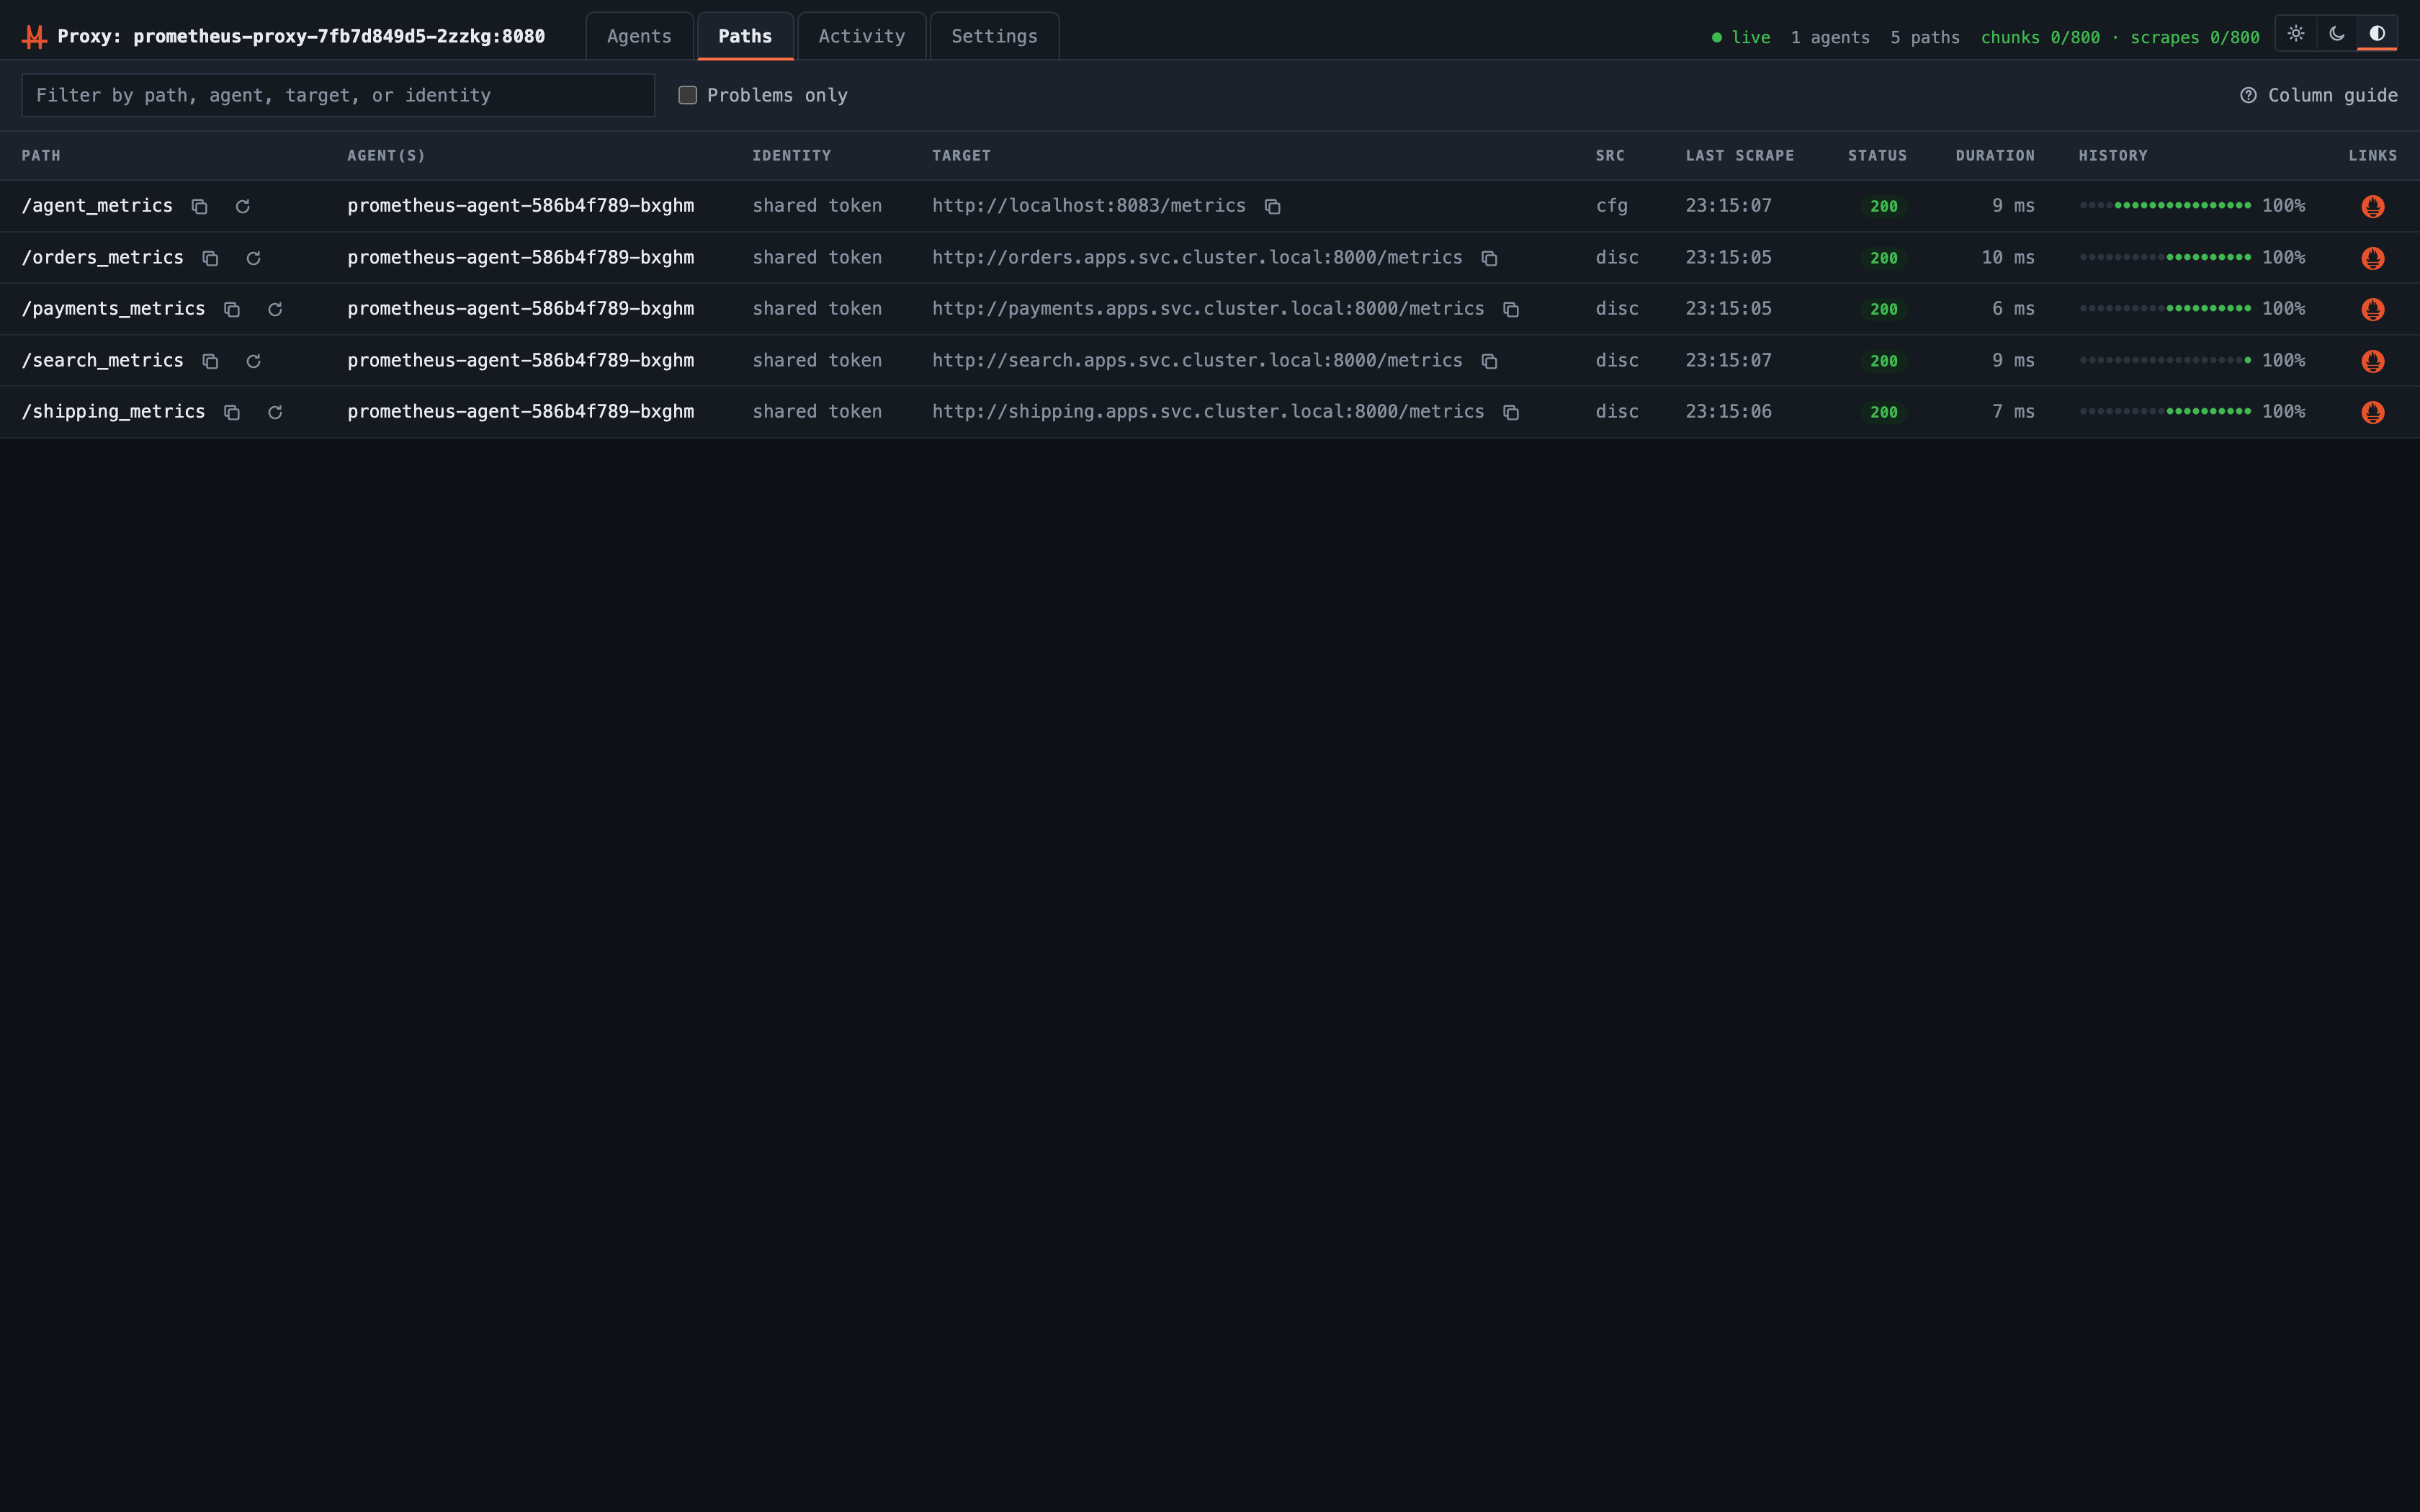 Proxy: prometheus-proxy-7fb7d849d5-2zzkg:8080 Agents Paths Activity Settings live 1 agents 5 paths chunks 0/800 · scrapes 0/800
Filter by path, agent, target, or identity Problems only Column guide
PATH AGENT(S) IDENTITY TARGET SRC LAST SCRAPE STATUS DURATION HISTORY LINKS
/agent_metrics prometheus-agent-586b4f789-bxghm shared token http://localhost:8083/metrics cfg 23:15:07 200 9 ms 100%
/orders_metrics prometheus-agent-586b4f789-bxghm shared token http://orders.apps.svc.cluster.local:8000/metrics disc 23:15:05 200 10 ms 100%
/payments_metrics prometheus-agent-586b4f789-bxghm shared token http://payments.apps.svc.cluster.local:8000/metrics disc 23:15:05 200 6 ms 100%
/search_metrics prometheus-agent-586b4f789-bxghm shared token http://search.apps.svc.cluster.local:8000/metrics disc 23:15:07 200 9 ms 100%
/shipping_metrics prometheus-agent-586b4f789-bxghm shared token http://shipping.apps.svc.cluster.local:8000/metrics disc 23:15:06 200 7 ms 100%